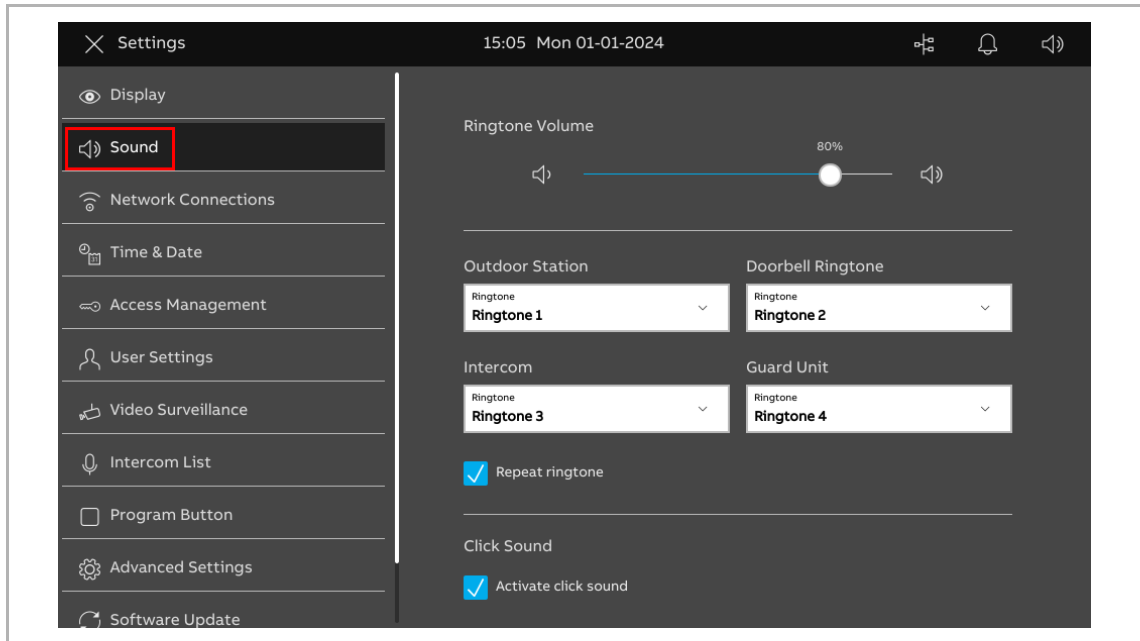 Settings
15:05 Mon 01-01-2024
Display
Sound
Network Connections
31
Time & Date
Access Management
User Settings
Video Surveillance
Intercom List
Program Button
Advanced Settings
Software Update
Ringtone Volume
80%
Outdoor Station
Doorbell Ringtone
Ringtone
Ringtone 1
Ringtone
Ringtone 2
Intercom
Guard Unit
Ringtone
Ringtone 3
Ringtone
Ringtone 4
Repeat ringtone
Click Sound
Activate click sound